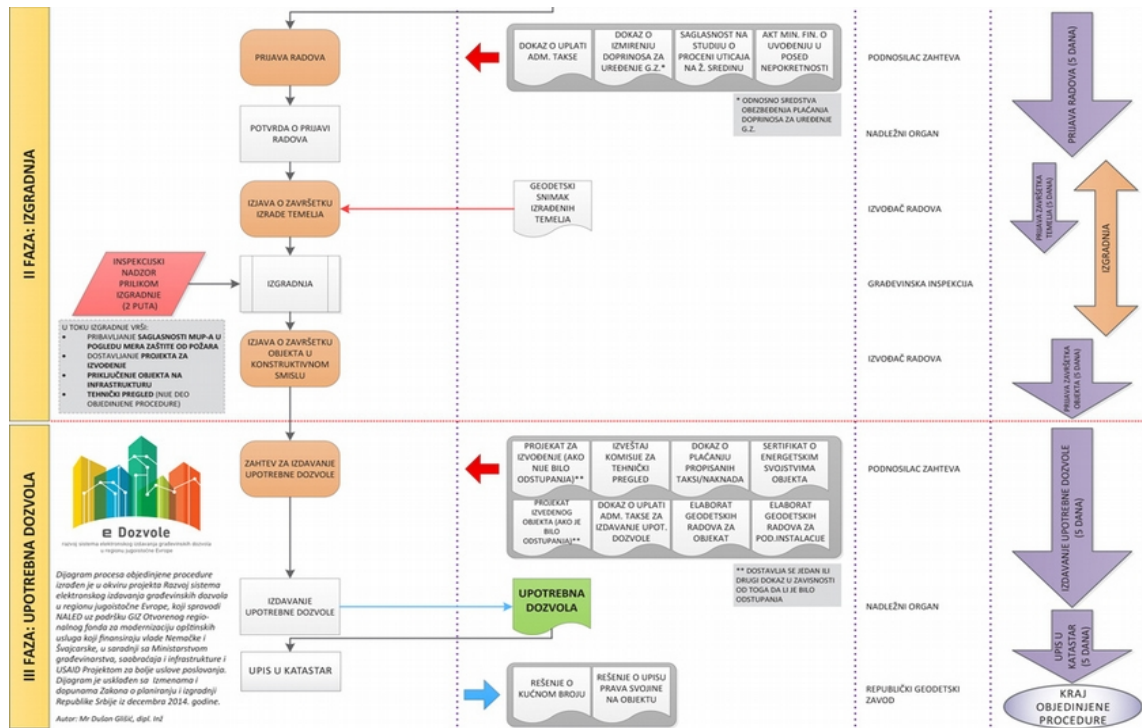 II FAZA: IZGRADNJA
PRIJAVA RADOVA
DOKAZ O UPLATI
ADM. TAKSE
DOKAZ O
IZMIRENJU
DOPRINOSA ZA
UREĐENJE G.Z.*
SAGLASNOST NA
STUDIJU O
PROCENI UTICAJA
NA Ž. SREDINU
AKT MIN. FIN. O
UVOĐENJU U
POSED
NEPOKRETNOSTI
PODNOSILAC ZAHTEVA
PRIJAVA RADOVA (5 DANA)
* ODNOSNO SREDSTVA
OBEZBEĐENJA PLAĆANJA
DOPRINOSA ZA UREĐENJE
G.Z.
POTVRDA O PRIJAVI
RADOVA
NADLEŽNI ORGAN
IZJAVA O ZAVRŠETKU
IZRADE TEMELJA
GEODETSKI
SNIMAK
IZRAĐENIH
TEMELJA
IZVOĐAČ RADOVA
PRIJAVA ZAVRŠETKA
TEMELJA (5 DANA)
IZGRADNJA
INSPEKCIJSKI
NADZOR
PRILIKOM
IZGRADNJE
(2 PUTA)
IZGRADNJA
GRAĐEVINSKA INSPEKCIJA
U TOKU IZGRADNJE VRŠI:
• PRIBAVLJANJE SAGLASNOSTI MUP-A U
POGLEDU MERA ZAŠTITE OD POŽARA
• DOSTAVLJANJE PROJEKTA ZA
IZVOĐENJE
• PRIKLJUČENJE OBJEKTA NA
INFRASTRUKTURU
• TEHNIČKI PREGLED (NIJE DEO
OBJEDINJENE PROCEDURE)
IZJAVA O ZAVRŠETKU
OBJEKTA U
KONSTRUKTIVNOM
SMISLU
IZVOĐAČ RADOVA
PRIJAVA ZAVRŠETKA
OBJEKTA (5 DANA)
III FAZA: UPOTREBNA DOZVOLA
ZAHTEV ZA IZDAVANJE
UPOTREBNE DOZVOLE
PROJEKAT ZA
IZVOĐENJE (AKO
NIJE BILO
ODSTUPANJA)**
IZVEŠTAJ
KOMISIJE ZA
TEHNIČKI
PREGLED
DOKAZ O
PLAĆANJU
PROPISANIH
TAKSI/NAKNADA
SERTIFIKAT O
ENERGETSKIM
SVOJSTVIMA
OBJEKTA
PODNOSILAC ZAHTEVA
PROJEKAT
IZVEDENOG
OBJEKTA (AKO JE
BILO
ODSTUPANJA)**
DOKAZ O UPLATI
ADM. TAKSE ZA
IZDAVANJE UPOT.
DOZVOLE
ELABORAT
GEODETSKIH
RADOVA ZA
OBJEKAT
ELABORAT
GEODETSKIH
RADOVA ZA
POD.INSTALACIJE
IZDAVANJE UPOTREBNE DOZVOLE
(5 DANA)
** DOSTAVLJA SE JEDAN ILI
DRUGI DOKAZ U ZAVISNOSTI
OD TOGA DA LI JE BILO
ODSTUPANJA
e Dozvole
razvoj sistema elektronskog izdavanja građevinskih dozvola
u regionu jugoistočne Evrope
Dijagram procesa objedinjene procedure
izrađen je u okviru projekta Razvoj sistema
elektronskog izdavanja građevinskih dozvola
u regionu jugoistočne Evrope, koji sprovodi
NALED uz podršku GIZ Otvorenog regio-
nalnog fonda za modernizaciju opštinskih
usluga koji finansiraju vlade Nemačke i
Švajcarske, u saradnji sa Ministarstvom
građevinarstva, saobraćaja i infrastrukture i
USAID Projektom za bolje uslove poslovanja.
Dijagram je usklađen sa Izmenama i
dopunama Zakona o planiranju i izgradnji
Republike Srbije iz decembra 2014. godine.
Autor: Mr Dušan Glišić, dipl. Inž
IZDAVANJE
UPOTREBNE DOZVOLE
UPOTREBNA
DOZVOLA
NADLEŽNI ORGAN
UPIS U KATASTAR
UPIS U
KATASTAR
(5 DANA)
REŠENJE O
KUĆNOM BROJU
REŠENJE O UPISU
PRAVA SVOJINE
NA OBJEKTU
REPUBLIČKI GEODETSKI
ZAVOD
KRAJ
OBJEDINJENE
PROCEDURE